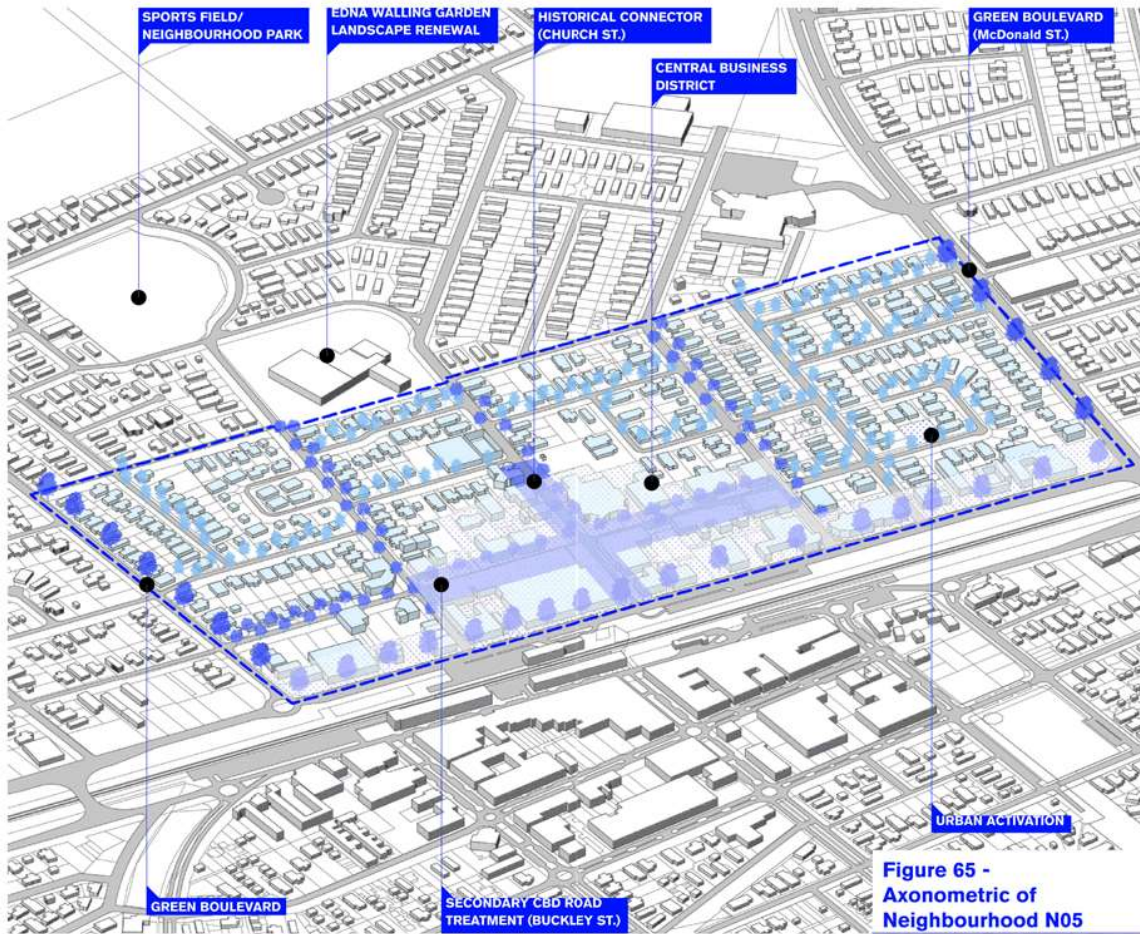 SPORTS FIELD/
NEIGHBOURHOOD PARK
EDNA WALLING GARDEN
LANDSCAPE RENEWAL
HISTORICAL CONNECTOR
(CHURCH ST.)
CENTRAL BUSINESS
DISTRICT
GREEN BOULEVARD
(McDonald ST.)
URBAN ACTIVATION
GREEN BOULEVARD
SECONDARY CBD ROAD
TREATMENT (BUCKLEY ST.)
Figure 65 -
Axonometric of
Neighbourhood N05